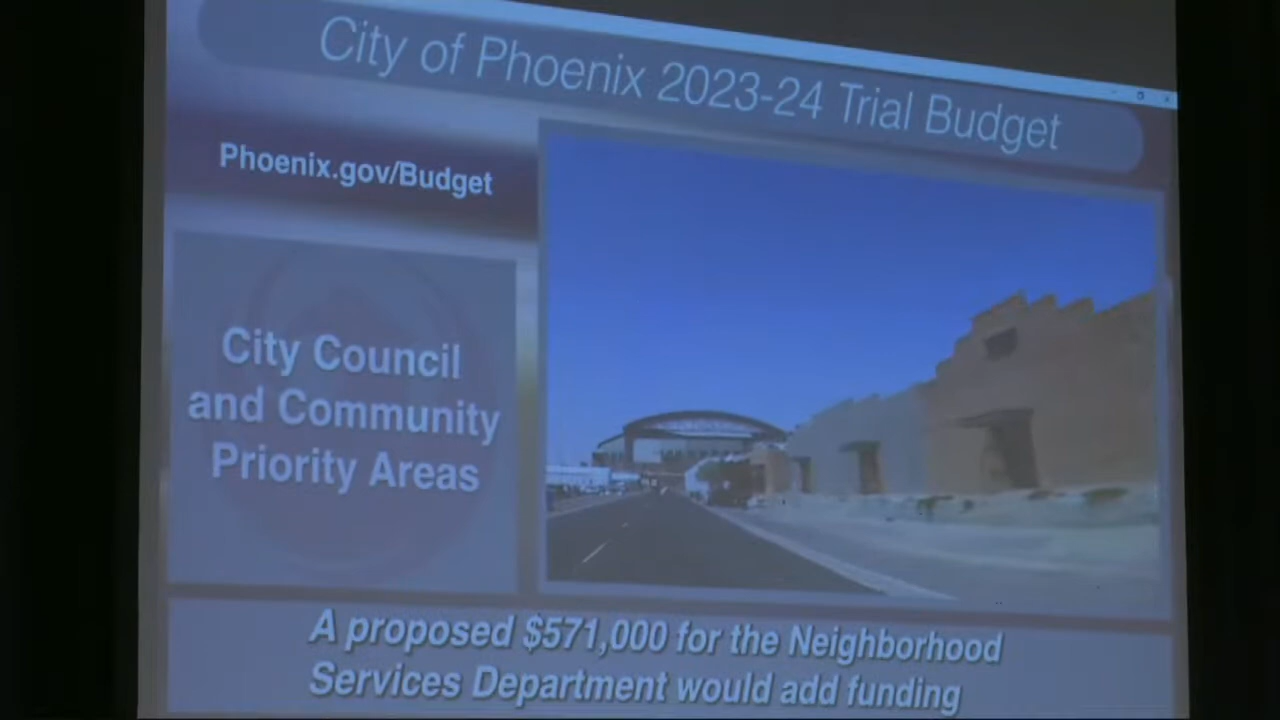 City of Phoenix 2023-24 Trial Budget
Phoenix.gov/Budget
City Council
and Community
Priority Areas
A proposed $571,000 for the Neighborhood
Services Department would add funding